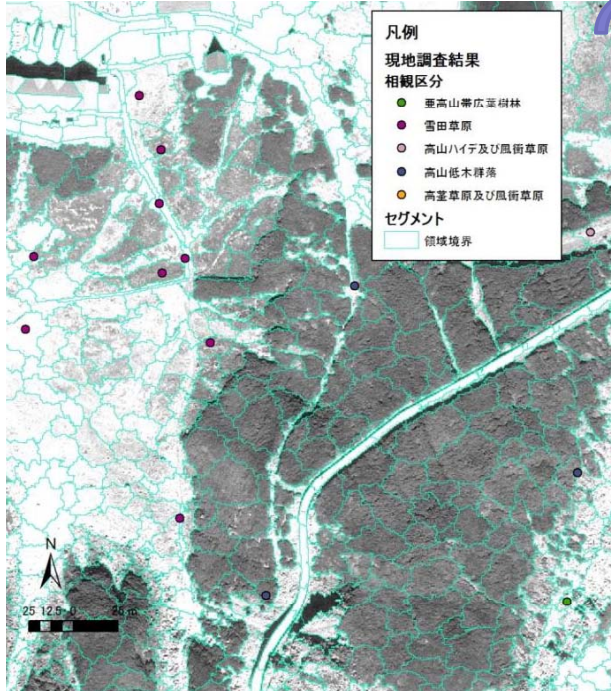 凡例
現地調査結果
相観区分
亜高山帯広葉樹林
雪田草原
高山ハイデ及び風衝草原
高山低木群落
高茎草原及び風衝草原
セグメント
領域境界
N
25 12.5 0 25 m